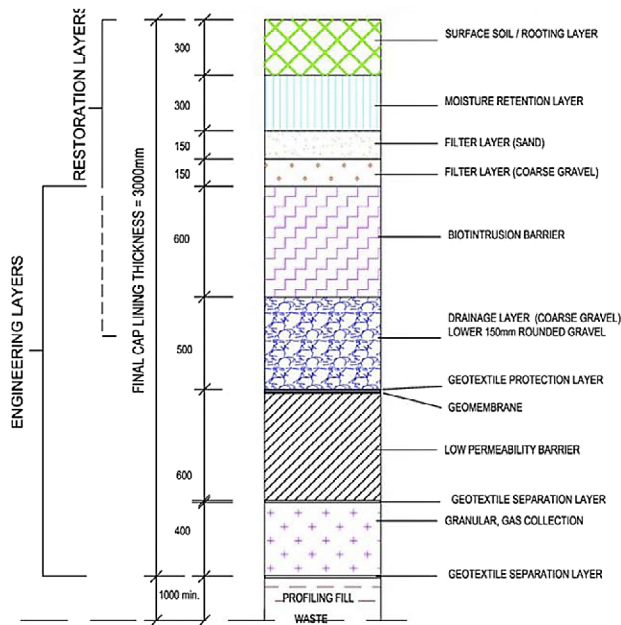 RESTORATION LAYERS
ENGINEERING LAYERS
FINAL CAP LINING THICKNESS = 3000mm
300
300
150
150
600
500
600
400
1000 min.
SURFACE SOIL / ROOTING LAYER
MOISTURE RETENTION LAYER
FILTER LAYER (SAND)
FILTER LAYER (COARSE GRAVEL)
BIOTINTRUSION BARRIER
DRAINAGE LAYER (COARSE GRAVEL)
LOWER 150mm ROUNDED GRAVEL
GEOTEXTILE PROTECTION LAYER
GEOMEMBRANE
LOW PERMEABILITY BARRIER
GEOTEXTILE SEPARATION LAYER
GRANULAR, GAS COLLECTION
GEOTEXTILE SEPARATION LAYER
PROFILING FILL
WASTE